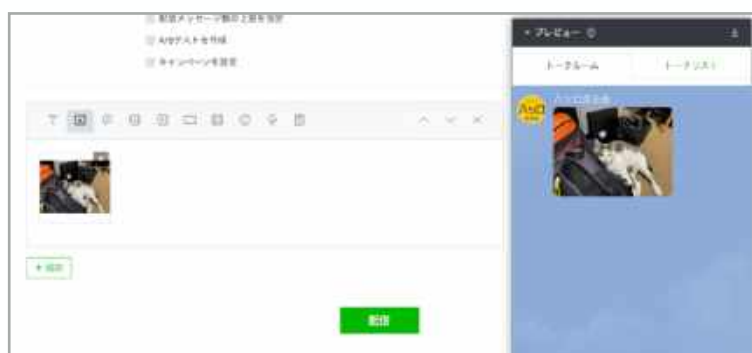 配信メッセージ数の上限を指定
A/Bテストを作成
キャンペーンを設定
プレビュー
トークルーム
トークリスト
+ 追加
配信